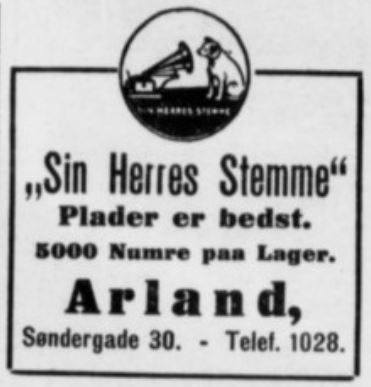 SIN HERRES STEMME
„Sin Herres Stemme“
Plader er bedst.
5000 Numre paa Lager.
Arland,
Søndergade 30. - Telef. 1028.